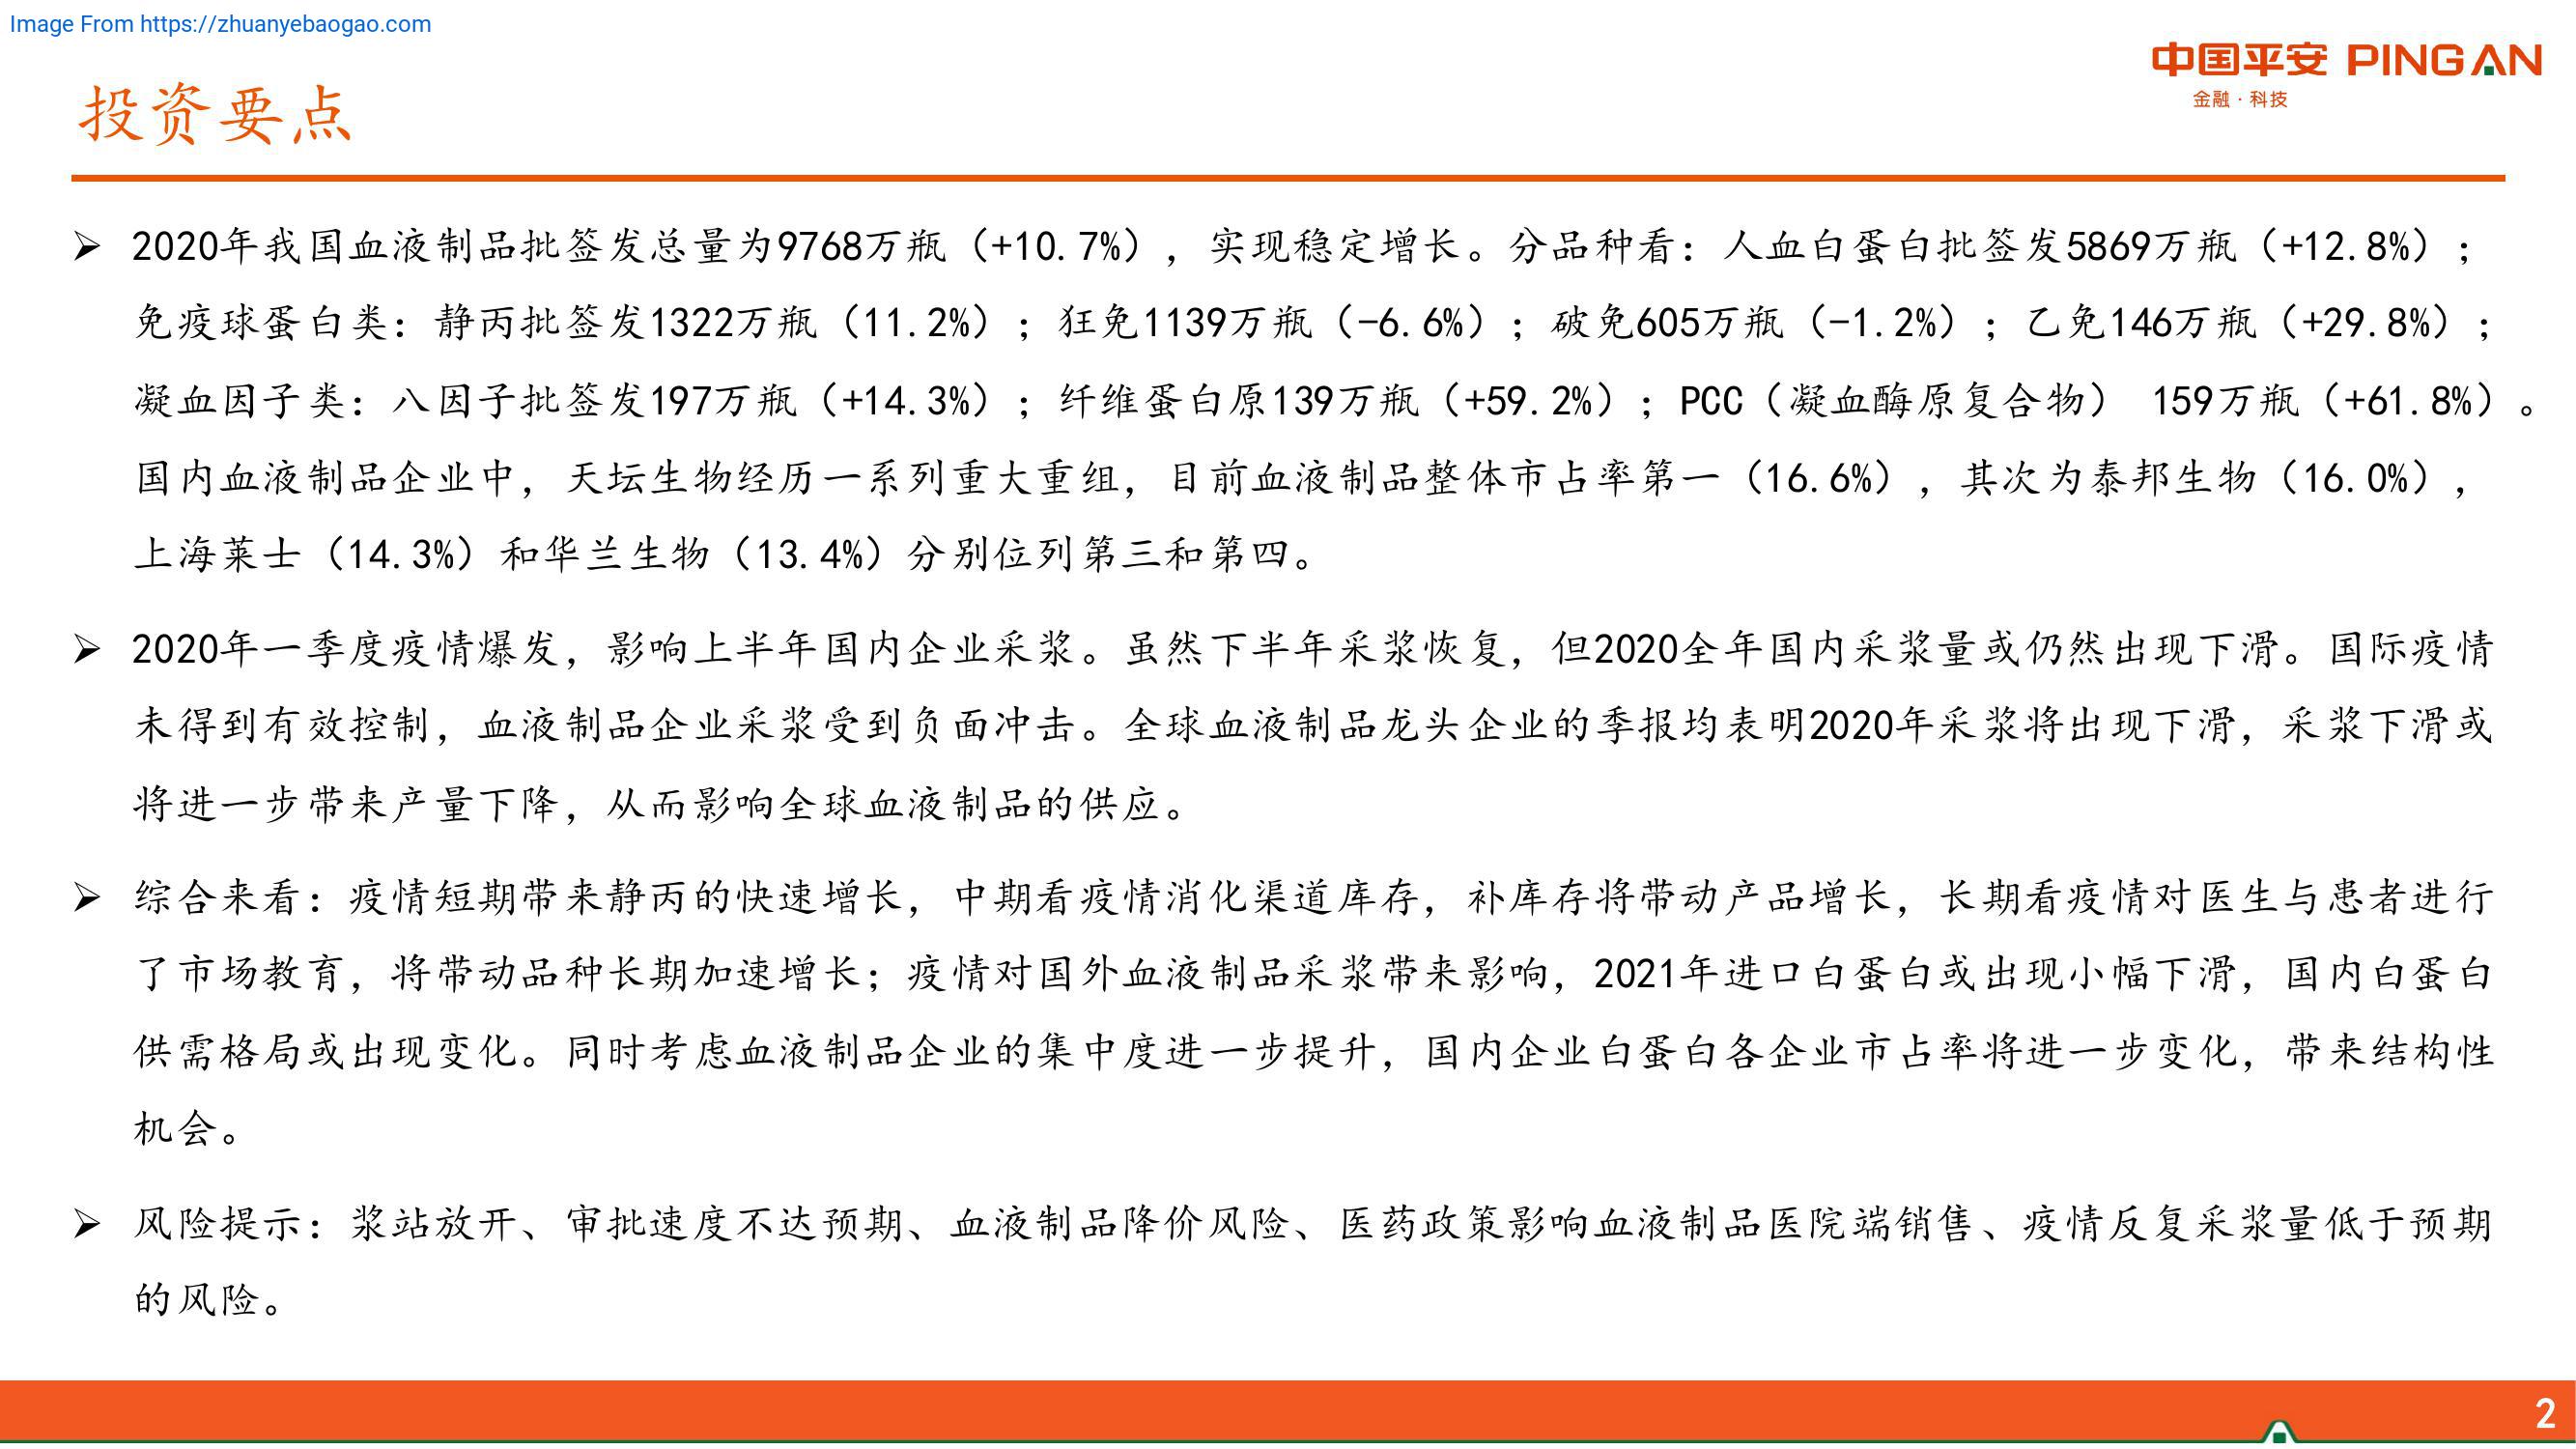 Image From https://zhuanyebaogao.com
中国平安 PING AN
金融·科技
投资要点
➢ 2020年我国血液制品批签发总量为9768万瓶（+10.7%），实现稳定增长。分品种看：人血白蛋白批签发5869万瓶（+12.8%）；
免疫球蛋白类：静丙批签发1322万瓶（11.2%）；狂免1139万瓶（-6.6%）；破免605万瓶（-1.2%）；乙免146万瓶（+29.8%）；
凝血因子类：八因子批签发197万瓶（+14.3%）；纤维蛋白原139万瓶（+59.2%）；PCC（凝血酶原复合物） 159万瓶（+61.8%）。
国内血液制品企业中，天坛生物经历一系列重大重组，目前血液制品整体市占率第一（16.6%），其次为泰邦生物（16.0%），
上海莱士（14.3%）和华兰生物（13.4%）分别位列第三和第四。
➢ 2020年一季度疫情爆发，影响上半年国内企业采浆。虽然下半年采浆恢复，但2020全年国内采浆量或仍然出现下滑。国际疫情
未得到有效控制，血液制品企业采浆受到负面冲击。全球血液制品龙头企业的季报均表明2020年采浆将出现下滑，采浆下滑或
将进一步带来产量下降，从而影响全球血液制品的供应。
➢ 综合来看：疫情短期带来静丙的快速增长，中期看疫情消化渠道库存，补库存将带动产品增长，长期看疫情对医生与患者进行
了市场教育，将带动品种长期加速增长；疫情对国外血液制品采浆带来影响，2021年进口白蛋白或出现小幅下滑，国内白蛋白
供需格局或出现变化。同时考虑血液制品企业的集中度进一步提升，国内企业白蛋白各企业市占率将进一步变化，带来结构性
机会。
➢ 风险提示：浆站放开、审批速度不达预期、血液制品降价风险、医药政策影响血液制品医院端销售、疫情反复采浆量低于预期
的风险。
2